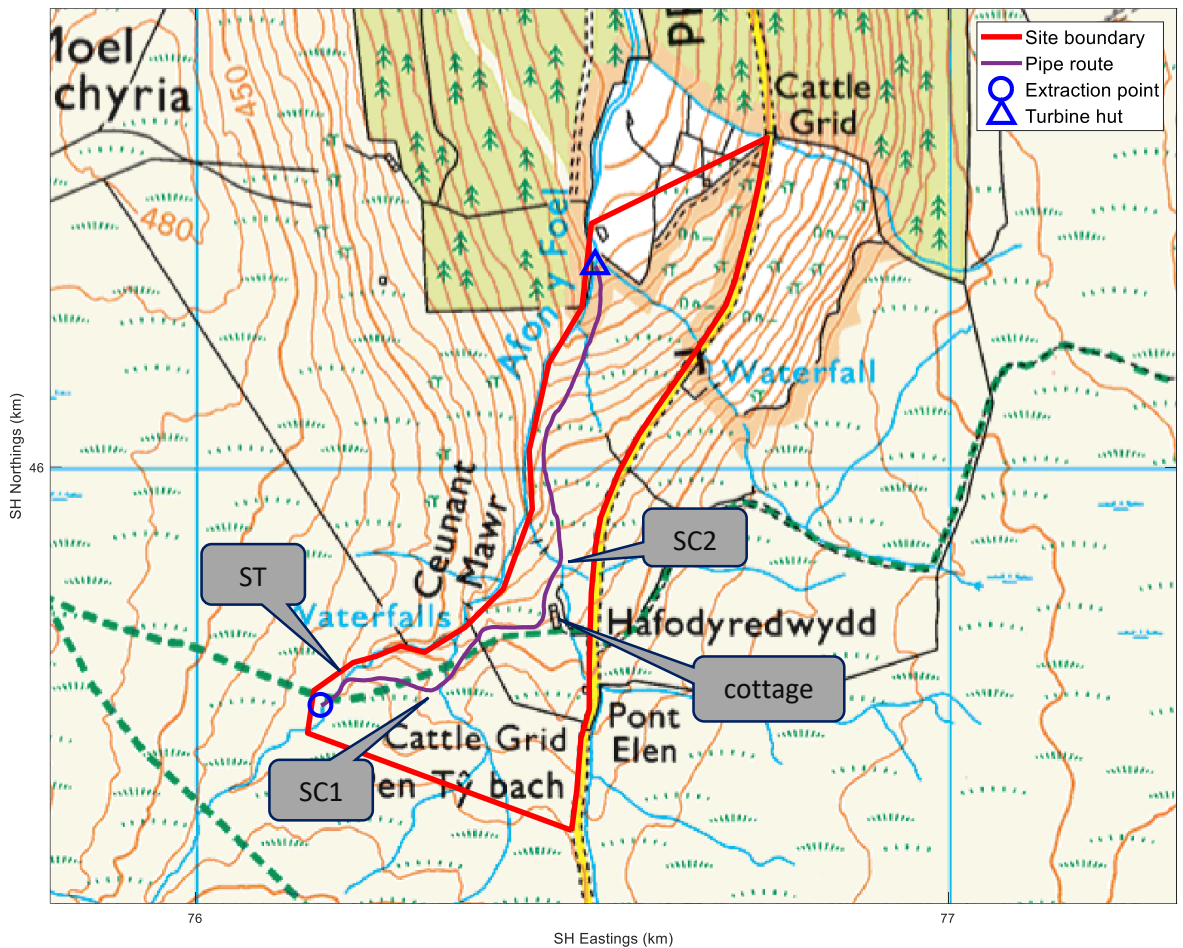 Moel
chyria
450
480
Pl
Cattle
Grid
Site boundary
Pipe route
Extraction point
Turbine hut
Afon y Foel
Waterfall
46
SH Northings (km)
Ceunant
Mawr
SC2
ST
Waterfalls
Hafodyredwydd
cottage
Pont
Elen
Cattle Grid
en Tŷ bach
SC1
76
77
SH Eastings (km)